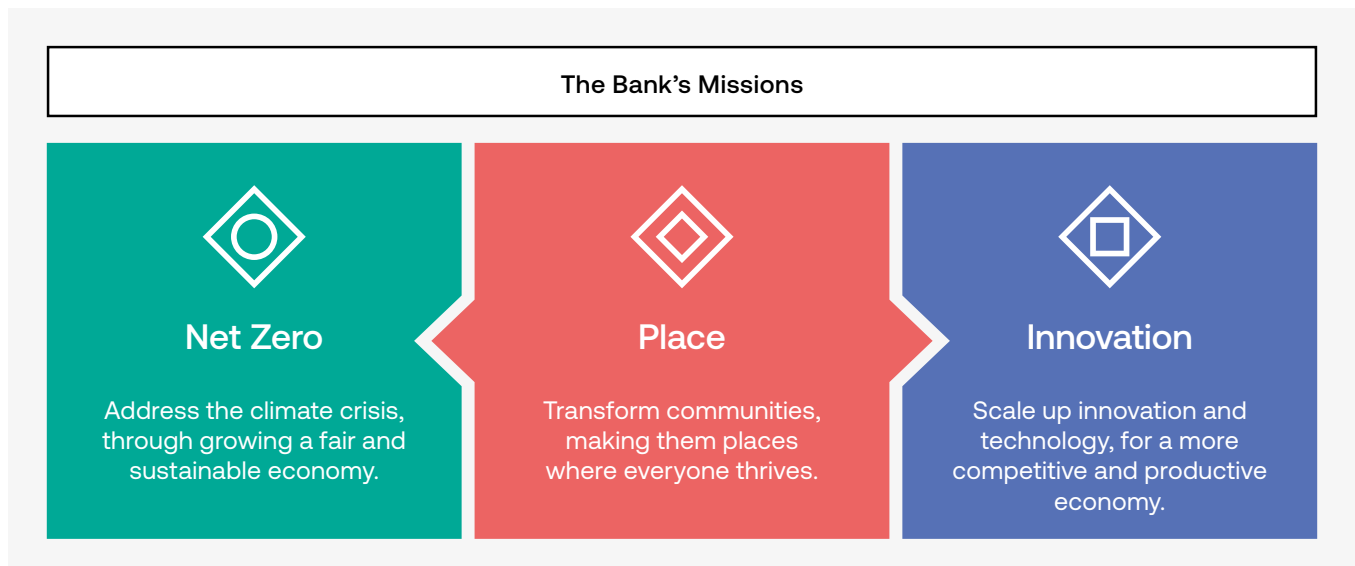 The Bank’s Missions
Net Zero
Address the climate crisis,
through growing a fair and
sustainable economy.
Place
Transform communities,
making them places
where everyone thrives.
Innovation
Scale up innovation and
technology, for a more
competitive and productive
economy.